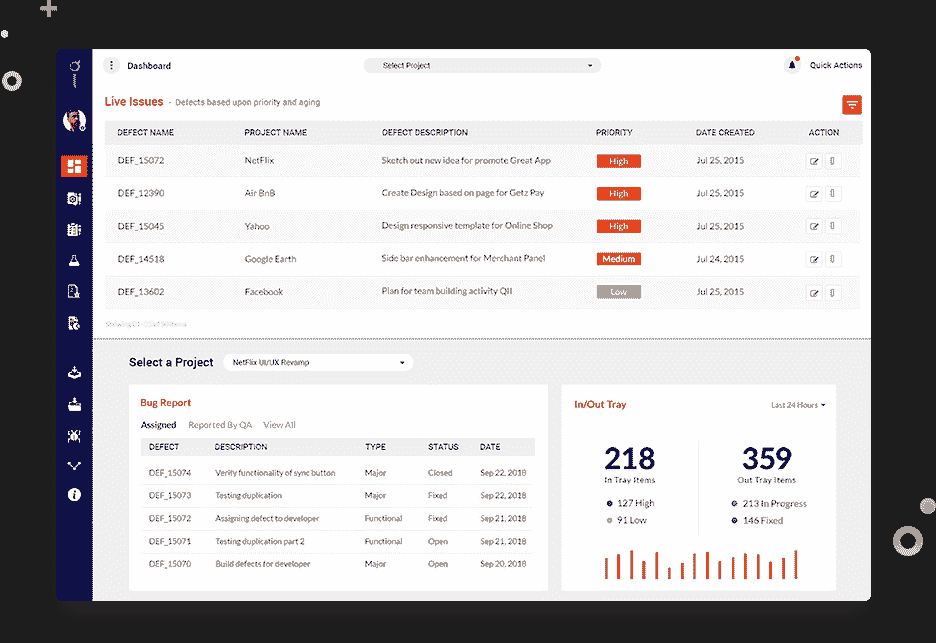 Dashboard
Select Project
Quick Actions
Live Issues - Defects based upon priority and aging
DEFECT NAME PROJECT NAME DEFECT DESCRIPTION PRIORITY DATE CREATED ACTION
DEF_15072 NetFlix Sketch out new idea for promote Great App High Jul 25, 2015
DEF_12390 Air BnB Create Design based on page for Getz Pay High Jul 25, 2015
DEF_15045 Yahoo Design responsive template for Online Shop High Jul 25, 2015
DEF_14518 Google Earth Side bar enhancement for Merchant Panel Medium Jul 24, 2015
DEF_13602 Facebook Plan for team building activity QII Low Jul 25, 2015
Select a Project NetFlix UI/UX Revamp
Bug Report
Assigned Reported By QA View All
DEFECT DESCRIPTION TYPE STATUS DATE
DEF_15074 Verify functionality of sync button Major Closed Sep 22, 2018
DEF_15073 Testing duplication Major Fixed Sep 22, 2018
DEF_15072 Assigning defect to developer Functional Fixed Sep 21, 2018
DEF_15071 Testing duplication part 2 Functional Open Sep 21, 2018
DEF_15070 Build defects for developer Major Open Sep 20, 2018
In/Out Tray Last 24 Hours
218 359
In Tray Items Out Tray Items
127 High 213 In Progress
91 Low 146 Fixed